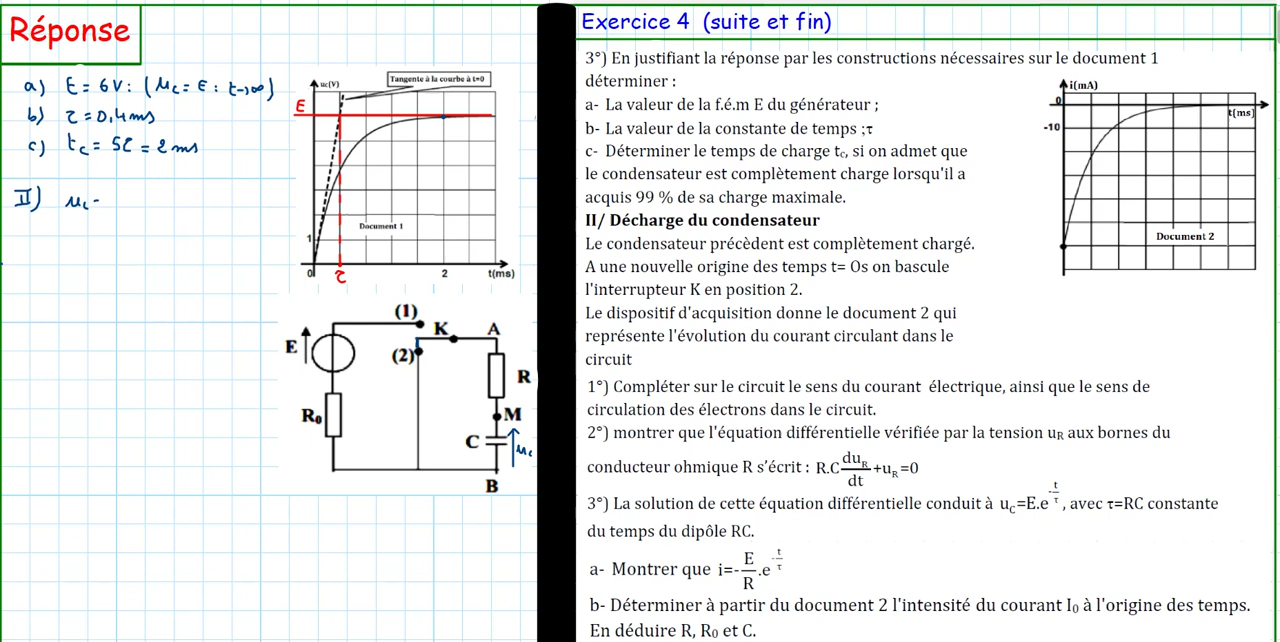 Réponse
a) E = 6V : (uc = E : t→∞)
b) τ = 0,4ms
c) tc = 5τ = 2ms
II) uc -
Tangente à la courbe à t=0
uc(V)
E
1
Document 1
0
τ
2
t(ms)
(1)
K
A
E
(2)
R
R0
M
C
uc
B
Exercice 4 (suite et fin)
3°) En justifiant la réponse par les constructions nécessaires sur le document 1
déterminer :
a- La valeur de la f.é.m E du générateur ;
b- La valeur de la constante de temps ;τ
c- Déterminer le temps de charge tc, si on admet que
le condensateur est complètement charge lorsqu'il a
acquis 99 % de sa charge maximale.
II/ Décharge du condensateur
Le condensateur précèdent est complètement chargé.
A une nouvelle origine des temps t= Os on bascule
l'interrupteur K en position 2.
Le dispositif d'acquisition donne le document 2 qui
représente l'évolution du courant circulant dans le
circuit
i(mA)
0
t(ms)
-10
Document 2
1°) Compléter sur le circuit le sens du courant électrique, ainsi que le sens de
circulation des électrons dans le circuit.
2°) montrer que l'équation différentielle vérifiée par la tension uR aux bornes du
conducteur ohmique R s'écrit : R.C duR/dt +uR=0
3°) La solution de cette équation différentielle conduit à uC=E.e^(-t/τ), avec τ=RC constante
du temps du dipôle RC.
a- Montrer que i=-E/R.e^(-t/τ)
b- Déterminer à partir du document 2 l'intensité du courant I0 à l'origine des temps.
En déduire R, R0 et C.